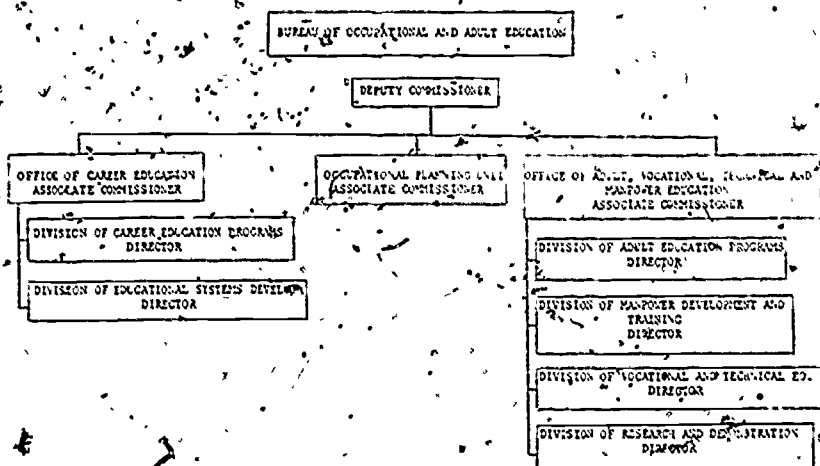 BUREAU OF OCCUPATIONAL AND ADULT EDUCATION
DEPUTY COMMISSIONER
OFFICE OF CAREER EDUCATION
ASSOCIATE COMMISSIONER
OCCUPATIONAL PLANNING UNIT
ASSOCIATE COMMISSIONER
OFFICE OF ADULT, VOCATIONAL, TECHNICAL AND
MANPOWER EDUCATION
ASSOCIATE COMMISSIONER
DIVISION OF CAREER EDUCATION PROGRAMS
DIRECTOR
DIVISION OF EDUCATIONAL SYSTEMS DEVELOPM
DIRECTOR
DIVISION OF ADULT EDUCATION PROGRAMS
DIRECTOR
DIVISION OF MANPOWER DEVELOPMENT AND
TRAINING
DIRECTOR
DIVISION OF VOCATIONAL AND TECHNICAL ED.
DIRECTOR
DIVISION OF RESEARCH AND DEMONSTRATION
DIRECTOR